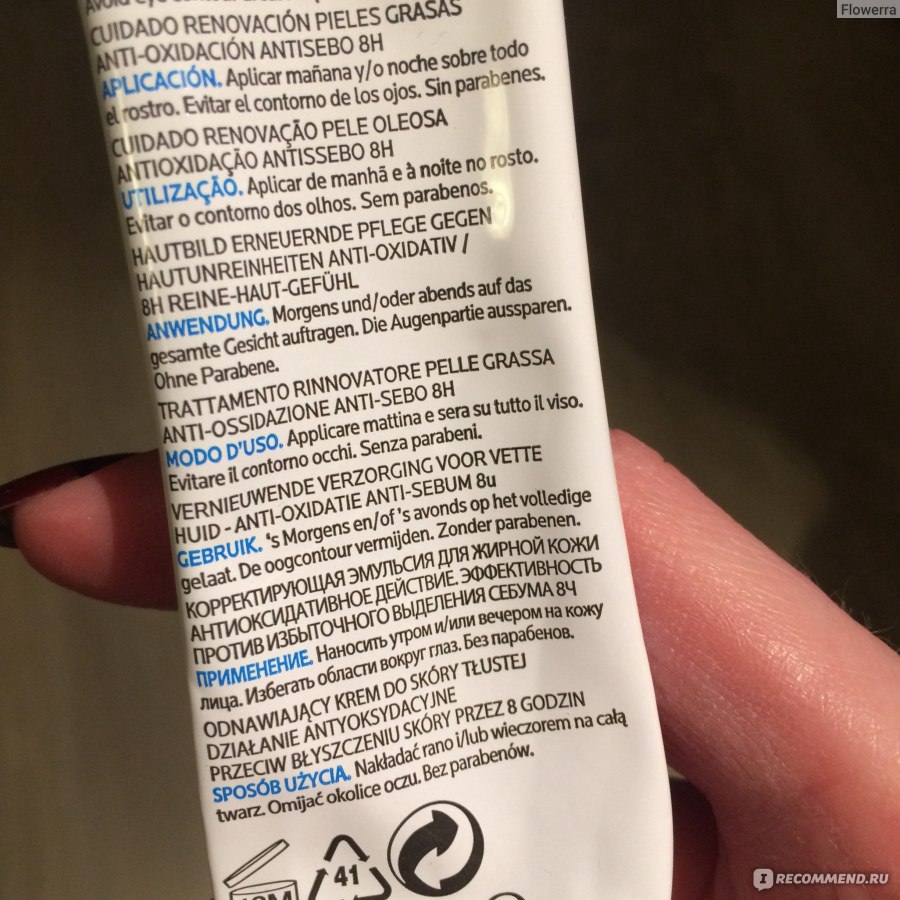 Flowerra
Avoid eye
CUIDADO RENOVACIÓN PIELES GRASAS
ANTI-OXIDACIÓN ANTISEBO 8H
APLICACIÓN. Aplicar mañana y/o noche sobre todo
el rostro. Evitar el contorno de los ojos. Sin parabenes.
CUIDADO RENOVAÇÃO PELE OLEOSA
ANTIOXIDAÇÃO ANTISSEBO 8H
UTILIZAÇÃO. Aplicar de manhã e à noite no rosto.
Evitar o contorno dos olhos. Sem parabenos.
HAUTBILD ERNEUERNDE PFLEGE GEGEN
HAUTUNREINHEITEN ANTI-OXIDATIV /
8H REINE-HAUT-GEFÜHL
ANWENDUNG. Morgens und/oder abends auf das
gesamte Gesicht auftragen. Die Augenpartie aussparen.
Ohne Parabene.
TRATTAMENTO RINNOVATORE PELLE GRASSA
ANTI-OSSIDAZIONE ANTI-SEBO 8H
MODO D'USO. Applicare mattina e sera su tutto il viso.
Evitare il contorno occhi. Senza parabeni.
VERNIEUWENDE VERZORGING VOOR VETTE
HUID - ANTI-OXIDATIE ANTI-SEBUM 8u
GEBRUIK. 's Morgens en/of 's avonds op het volledige
gelaat. De oogcontour vermijden. Zonder parabenen.
КОРРЕКТИРУЮЩАЯ ЭМУЛЬСИЯ ДЛЯ ЖИРНОЙ КОЖИ
АНТИОКСИДАТИВНОЕ ДЕЙСТВИЕ. ЭФФЕКТИВНОСТЬ
ПРОТИВ ИЗБЫТОЧНОГО ВЫДЕЛЕНИЯ СЕБУМА 8Ч
ПРИМЕНЕНИЕ. Наносить утром и/или вечером на кожу
лица. Избегать области вокруг глаз. Без парабенов.
ODNAWIAJĄCY KREM DO SKÓRY TŁUSTEJ
DZIAŁANIE ANTYOKSYDACYJNE
PRZECIW BŁYSZCZENIU SKÓRY PRZEZ 8 GODZIN
SPOSÓB UŻYCIA. Nakładać rano i/lub wieczorem na całą
twarz. Omijać okolice oczu. Bez parabenów.
41
IRECOMMEND.RU